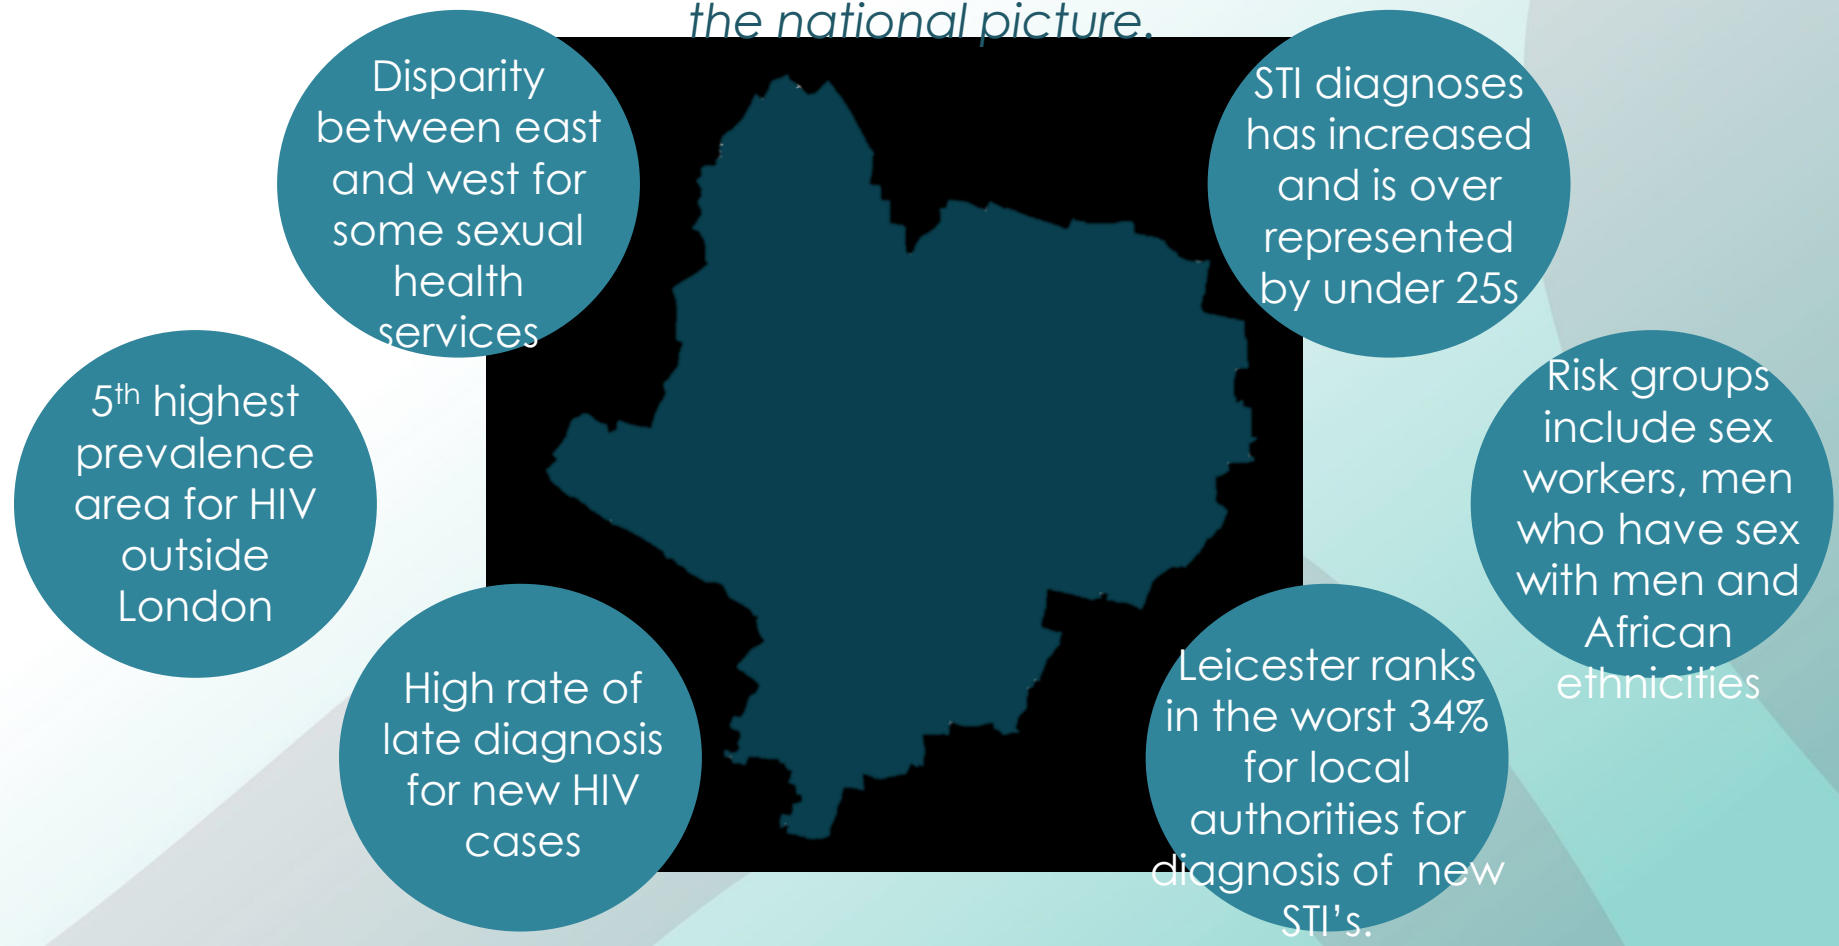 the national picture.
Disparity
between east
and west for
some sexual
health
services
STI diagnoses
has increased
and is over
represented
by under 25s
5th highest
prevalence
area for HIV
outside
London
Risk groups
include sex
workers, men
who have sex
with men and
African
ethnicities
High rate of
late diagnosis
for new HIV
cases
Leicester ranks
in the worst 34%
for local
authorities for
diagnosis of  new
STI’s.